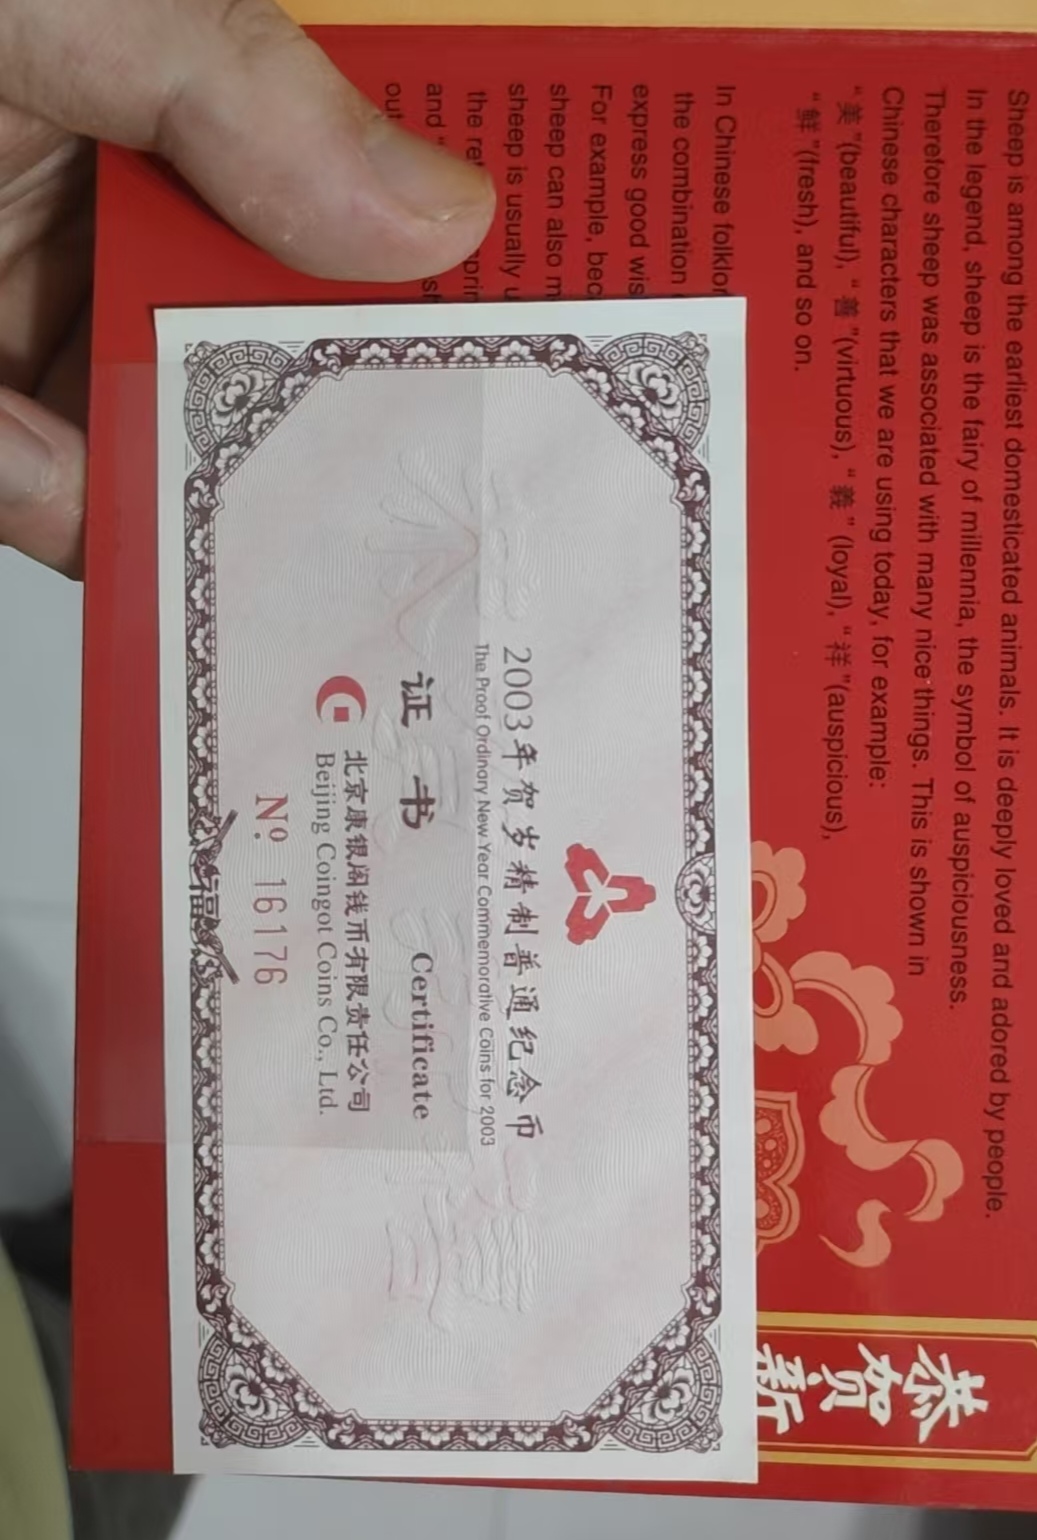 Sheep is among the earliest domesticated animals. It is deeply loved and adored by people.
In the legend, sheep is the fairy of millennia, the symbol of auspiciousness.
Therefore sheep was associated with many nice things. This is shown in
Chinese characters that we are using today, for example:
“美”(beautiful), “善”(virtuous), “義” (loyal), “祥”(auspicious),
“鲜”(fresh), and so on.
In Chinese
the combination
express good
For example,
sheep can also
sheep is usually
the
and “
恭贺新
2003年贺岁精制普通纪念币
The Proof Ordinary New Year Commemorative Coins for 2003
证书 Certificate
北京康银阁钱币有限责任公司
Beijing Coingot Coins Co., Ltd.
Nº 16176
福